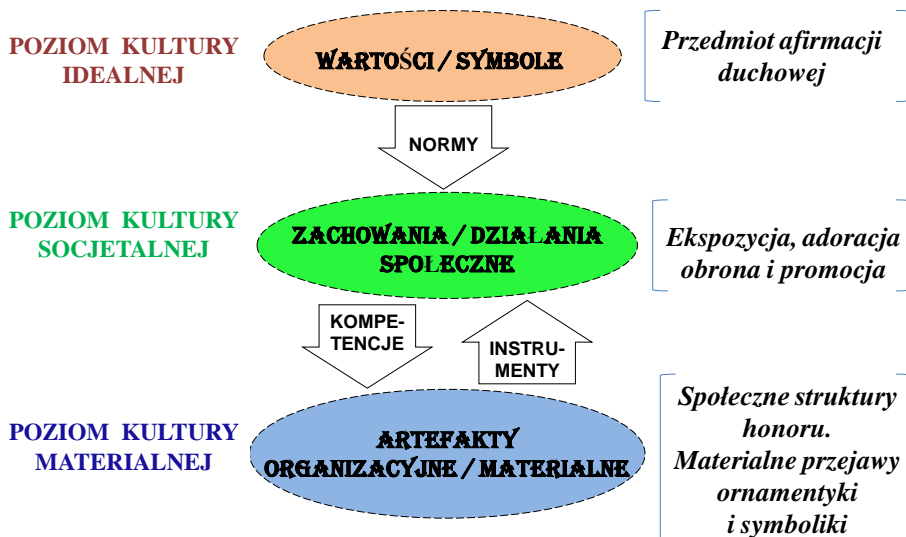 POZIOM KULTURY
IDEALNEJ
WARTOŚCI / SYMBOLE
Przedmiot afirmacji
duchowej
NORMY
POZIOM KULTURY
SOCJETALNEJ
ZACHOWANIA / DZIAŁANIA
SPOŁECZNE
Ekspozycja, adoracja
obrona i promocja
KOMPE-
TENCJE
INSTRU-
MENTY
POZIOM KULTURY
MATERIALNEJ
ARTEFAKTY
ORGANIZACYJNE / MATERIALNE
Społeczne struktury
honoru.
Materialne przejawy
ornamentyki
i symboliki